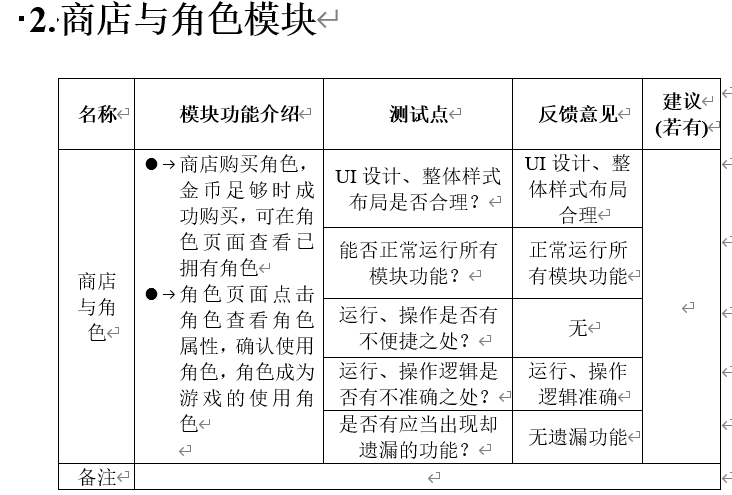 2.商店与角色模块
名称
模块功能介绍
测试点
反馈意见
建议
(若有)
商店
与角
色
商店购买角色，
金币足够时成
功购买，可在角
色页面查看已
拥有角色
角色页面点击
角色查看角色
属性，确认使用
角色，角色成为
游戏的使用角
色
UI 设计、整体样式
布局是否合理？
UI 设计、整
体样式布局
合理
能否正常运行所有
模块功能？
正常运行所
有模块功能
运行、操作是否有
不便捷之处？
无
运行、操作逻辑是
否有不准确之处？
运行、操作
逻辑准确
是否有应当出现却
遗漏的功能？
无遗漏功能
备注